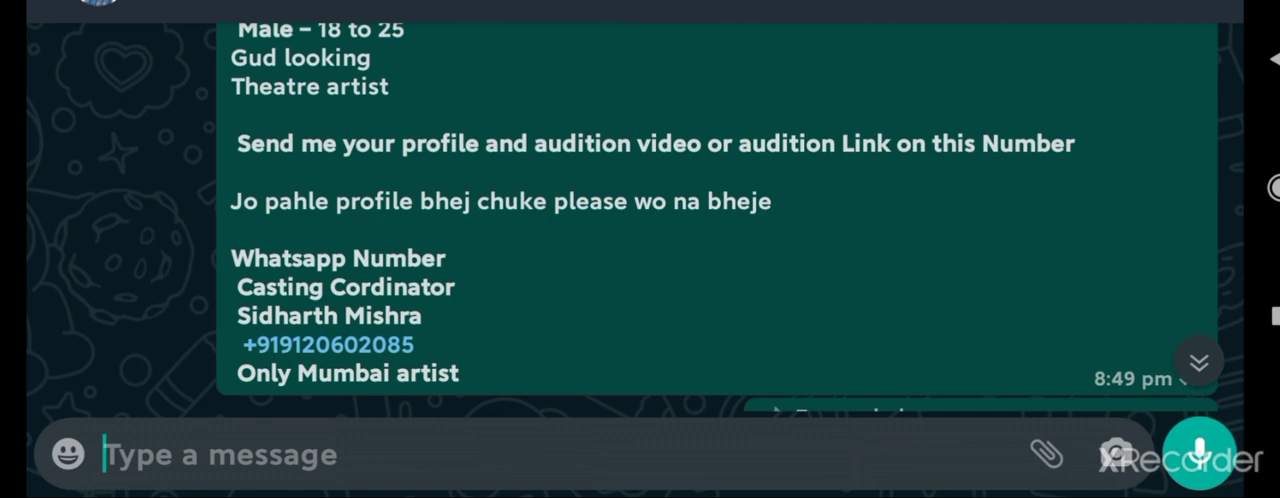 Male – 18 to 25
Gud looking
Theatre artist
Send me your profile and audition video or audition Link on this Number
Jo pahle profile bhej chuke please wo na bheje
Whatsapp Number
Casting Cordinator
Sidharth Mishra
+919120602085
Only Mumbai artist
8:49 pm
Type a message
XRecorder